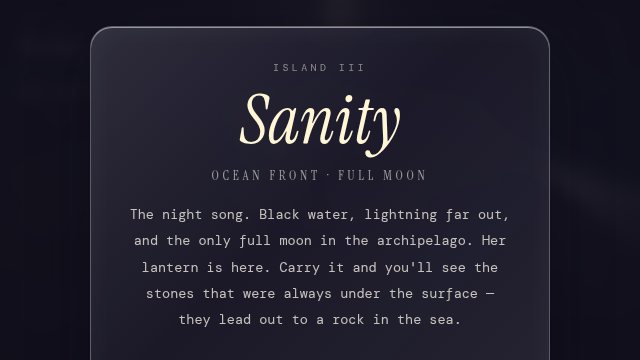 ISLAND III
Sanity
OCEAN FRONT · FULL MOON
The night song. Black water, lightning far out,
and the only full moon in the archipelago. Her
lantern is here. Carry it and you'll see the
stones that were always under the surface —
they lead out to a rock in the sea.